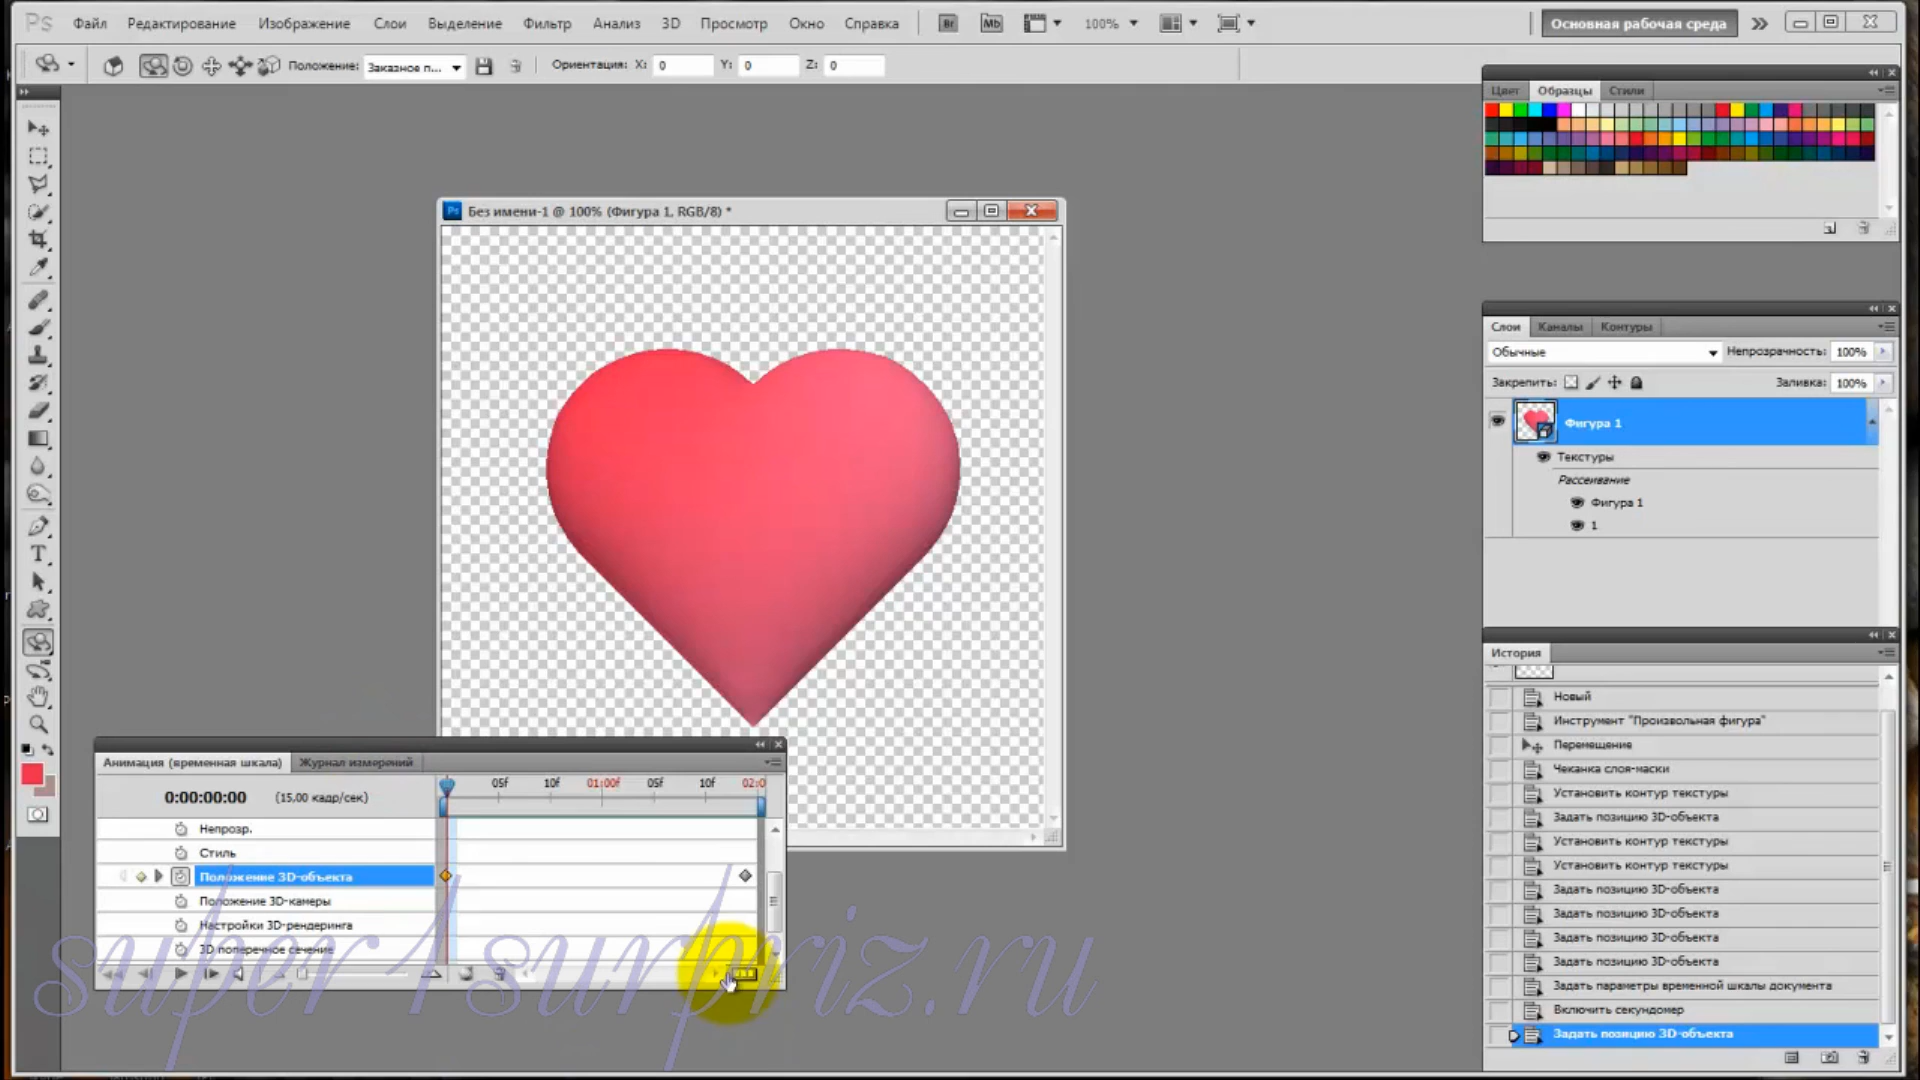 Ps Файл Редактирование Изображение Слои Выделение Фильтр Анализ 3D Просмотр Окно Справка Br Mb 100% Основная рабочая среда
Положение: Заказное п... Ориентация: X: 0 Y: 0 Z: 0
Цвет Образцы Стили
Ps Без имени-1 @ 100% (Фигура 1, RGB/8) *
Слои Каналы Контуры
Обычные Непрозрачность: 100%
Закрепить: Заливка: 100%
Фигура 1
Текстуры
Рассеивание
Фигура 1
1
История
Новый
Инструмент "Произвольная фигура"
Перемещение
Чеканка слоя-маски
Установить контур текстуры
Задать позицию 3D-объекта
Установить контур текстуры
Установить контур текстуры
Задать позицию 3D-объекта
Задать позицию 3D-объекта
Задать позицию 3D-объекта
Задать позицию 3D-объекта
Задать параметры временной шкалы документа
Включить секундомер
Задать позицию 3D-объекта
Анимация (временная шкала) Журнал измерений
0:00:00:00 (15,00 кадр/сек) 05f 10f 01:00f 05f 10f 02:0
Непрозр.
Стиль
Положение 3D-объекта
Положение 3D-камеры
Настройки 3D-рендеринга
3D поперечное сечение
super1surpriz.ru